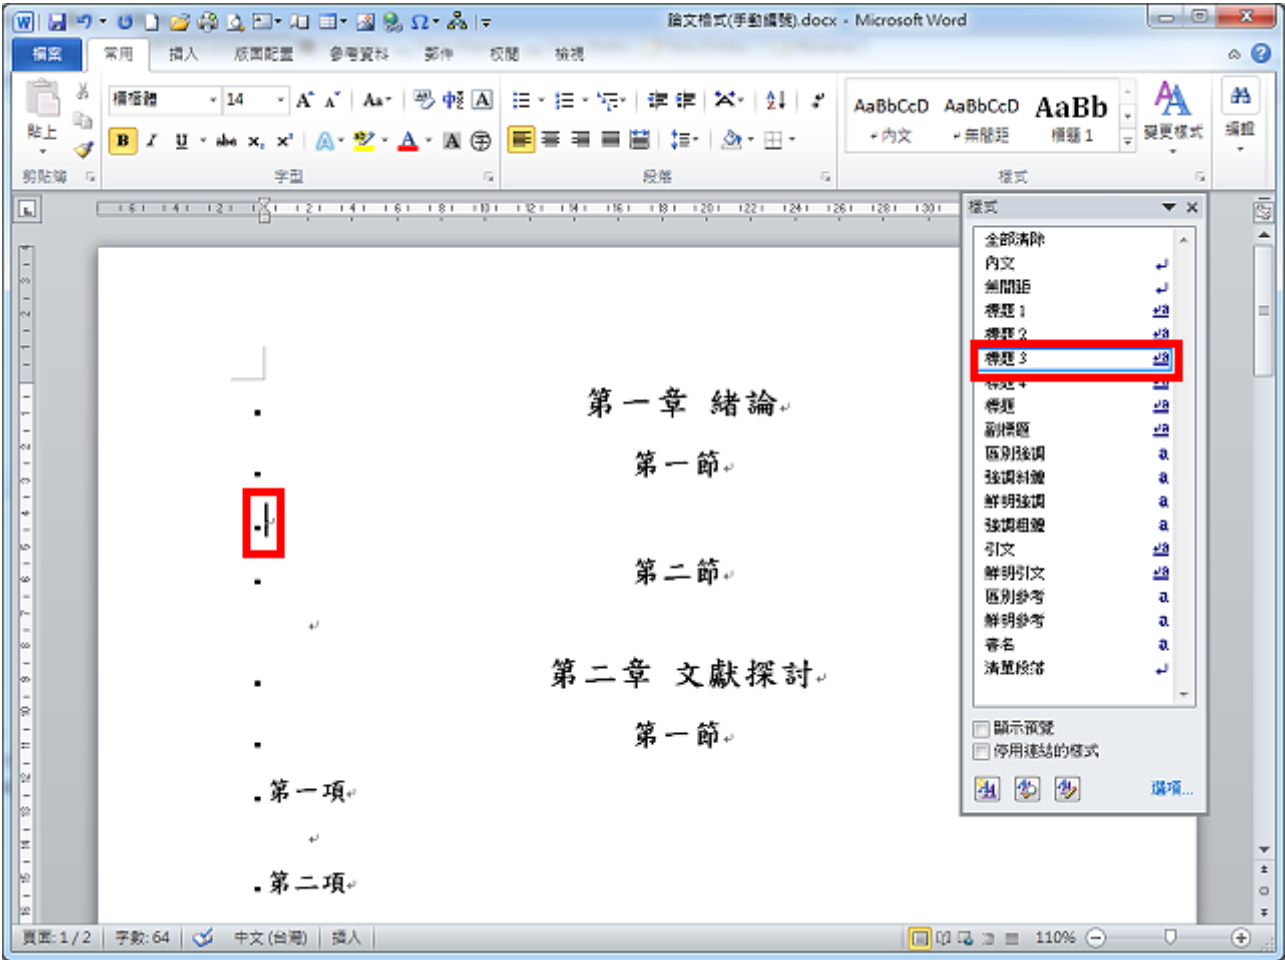 論文格式(手動編號).docx - Microsoft Word
檔案 常用 插入 版面配置 參考資料 郵件 校閱 檢視
標楷體 14
貼上
B I U abc x₂ x²
AaBbCcD AaBbCcD AaBb
內文 無間距 標題 1
變更樣式 編輯
剪貼簿 字型 段落 樣式
樣式
全部清除
內文
無間距
標題 1
標題 2
標題 3
標題 4
標題
副標題
區別強調
強調斜體
鮮明強調
強調粗體
引文
鮮明引文
區別參考
鮮明參考
書名
清單段落
顯示預覽
停用連結的樣式
選項...
第一章 緒論
第一節
第二節
第二章 文獻探討
第一節
第一項
第二項
頁面: 1 / 2 字數: 64 中文 (台灣) 插入 110%